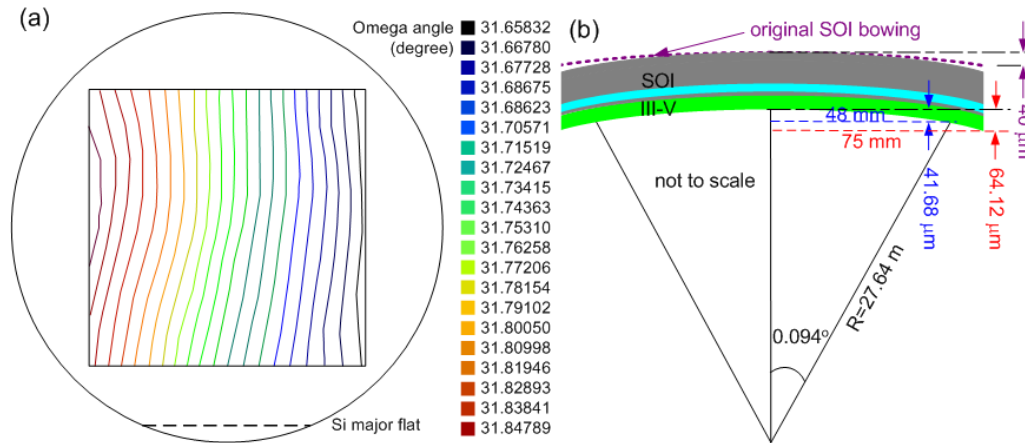 (a)
Omega angle
(degree)
31.65832
31.66780
31.67728
31.68675
31.68623
31.70571
31.71519
31.72467
31.73415
31.74363
31.75310
31.76258
31.77206
31.78154
31.79102
31.80050
31.80998
31.81946
31.82893
31.83841
31.84789
Si major flat
(b)
original SOI bowing
SOI
III-V
48 mm
75 mm
not to scale
41.68 μm
64.12 μm
R=27.64 m
0.094o